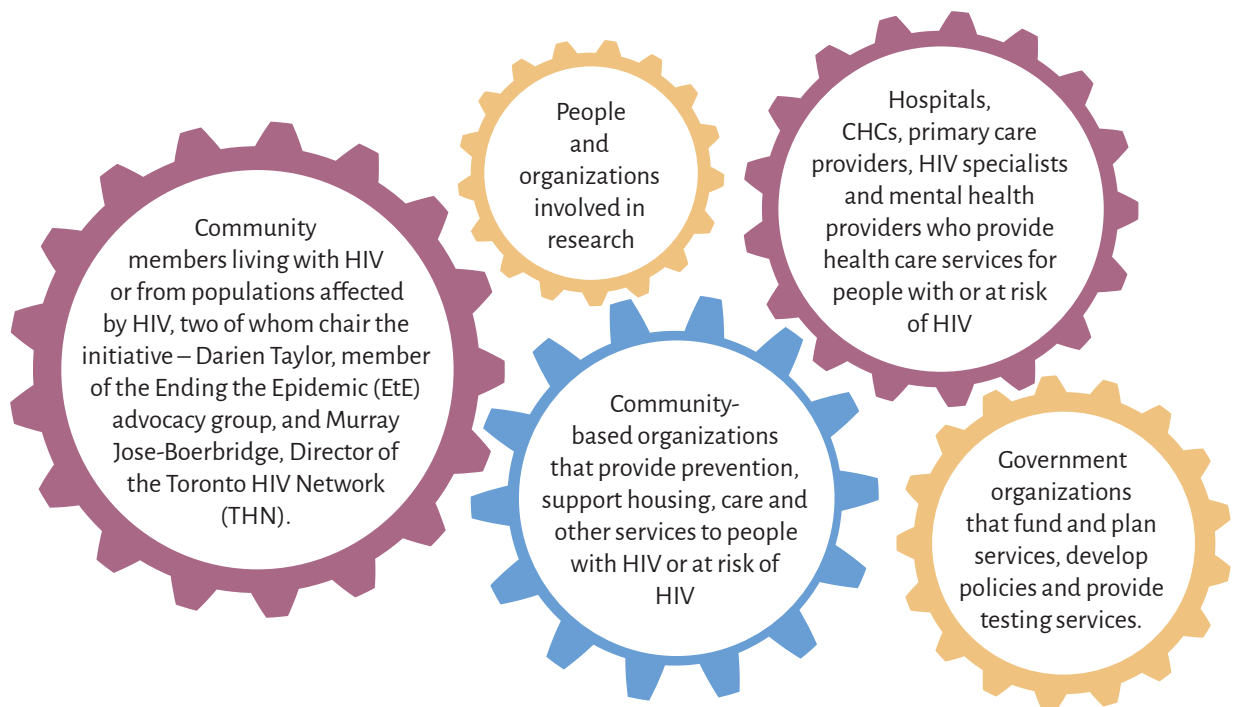 Community
members living with HIV
or from populations affected
by HIV, two of whom chair the
initiative – Darien Taylor, member
of the Ending the Epidemic (EtE)
advocacy group, and Murray
Jose-Boerbridge, Director of
the Toronto HIV Network
(THN).
People
and
organizations
involved in
research
Hospitals,
CHCs, primary care
providers, HIV specialists
and mental health
providers who provide
health care services for
people with or at risk
of HIV
Community-
based organizations
that provide prevention,
support housing, care and
other services to people
with HIV or at risk of
HIV
Government
organizations
that fund and plan
services, develop
policies and provide
testing services.